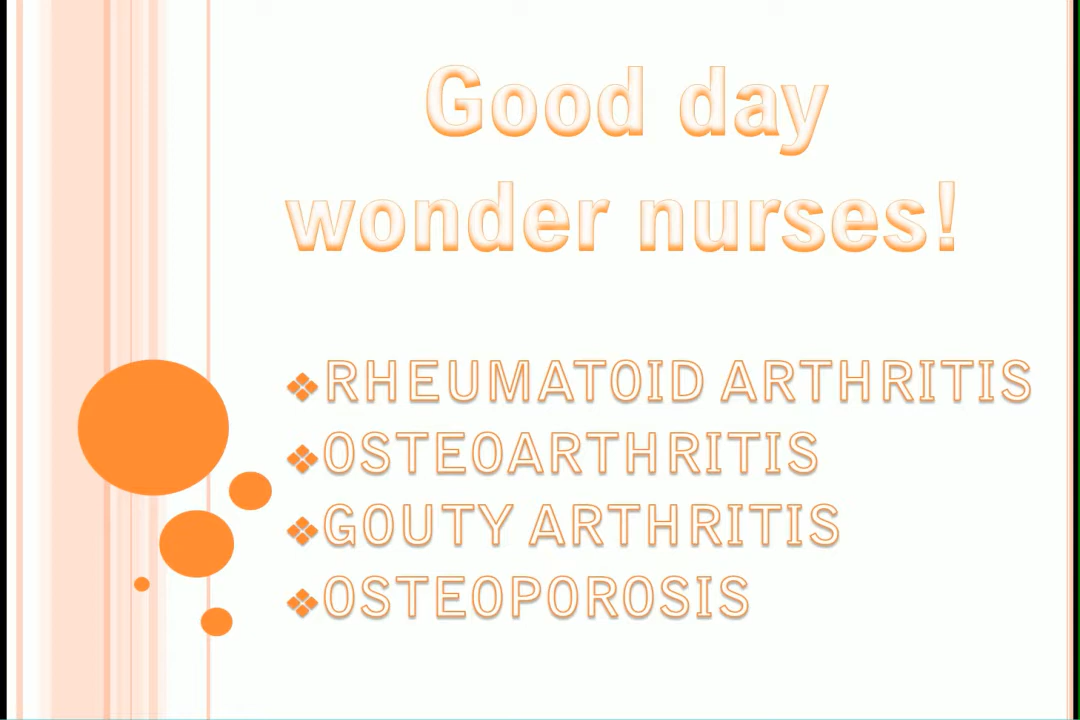 Good day
wonder nurses!
❖RHEUMATOID ARTHRITIS
❖OSTEOARTHRITIS
❖GOUTY ARTHRITIS
❖OSTEOPOROSIS